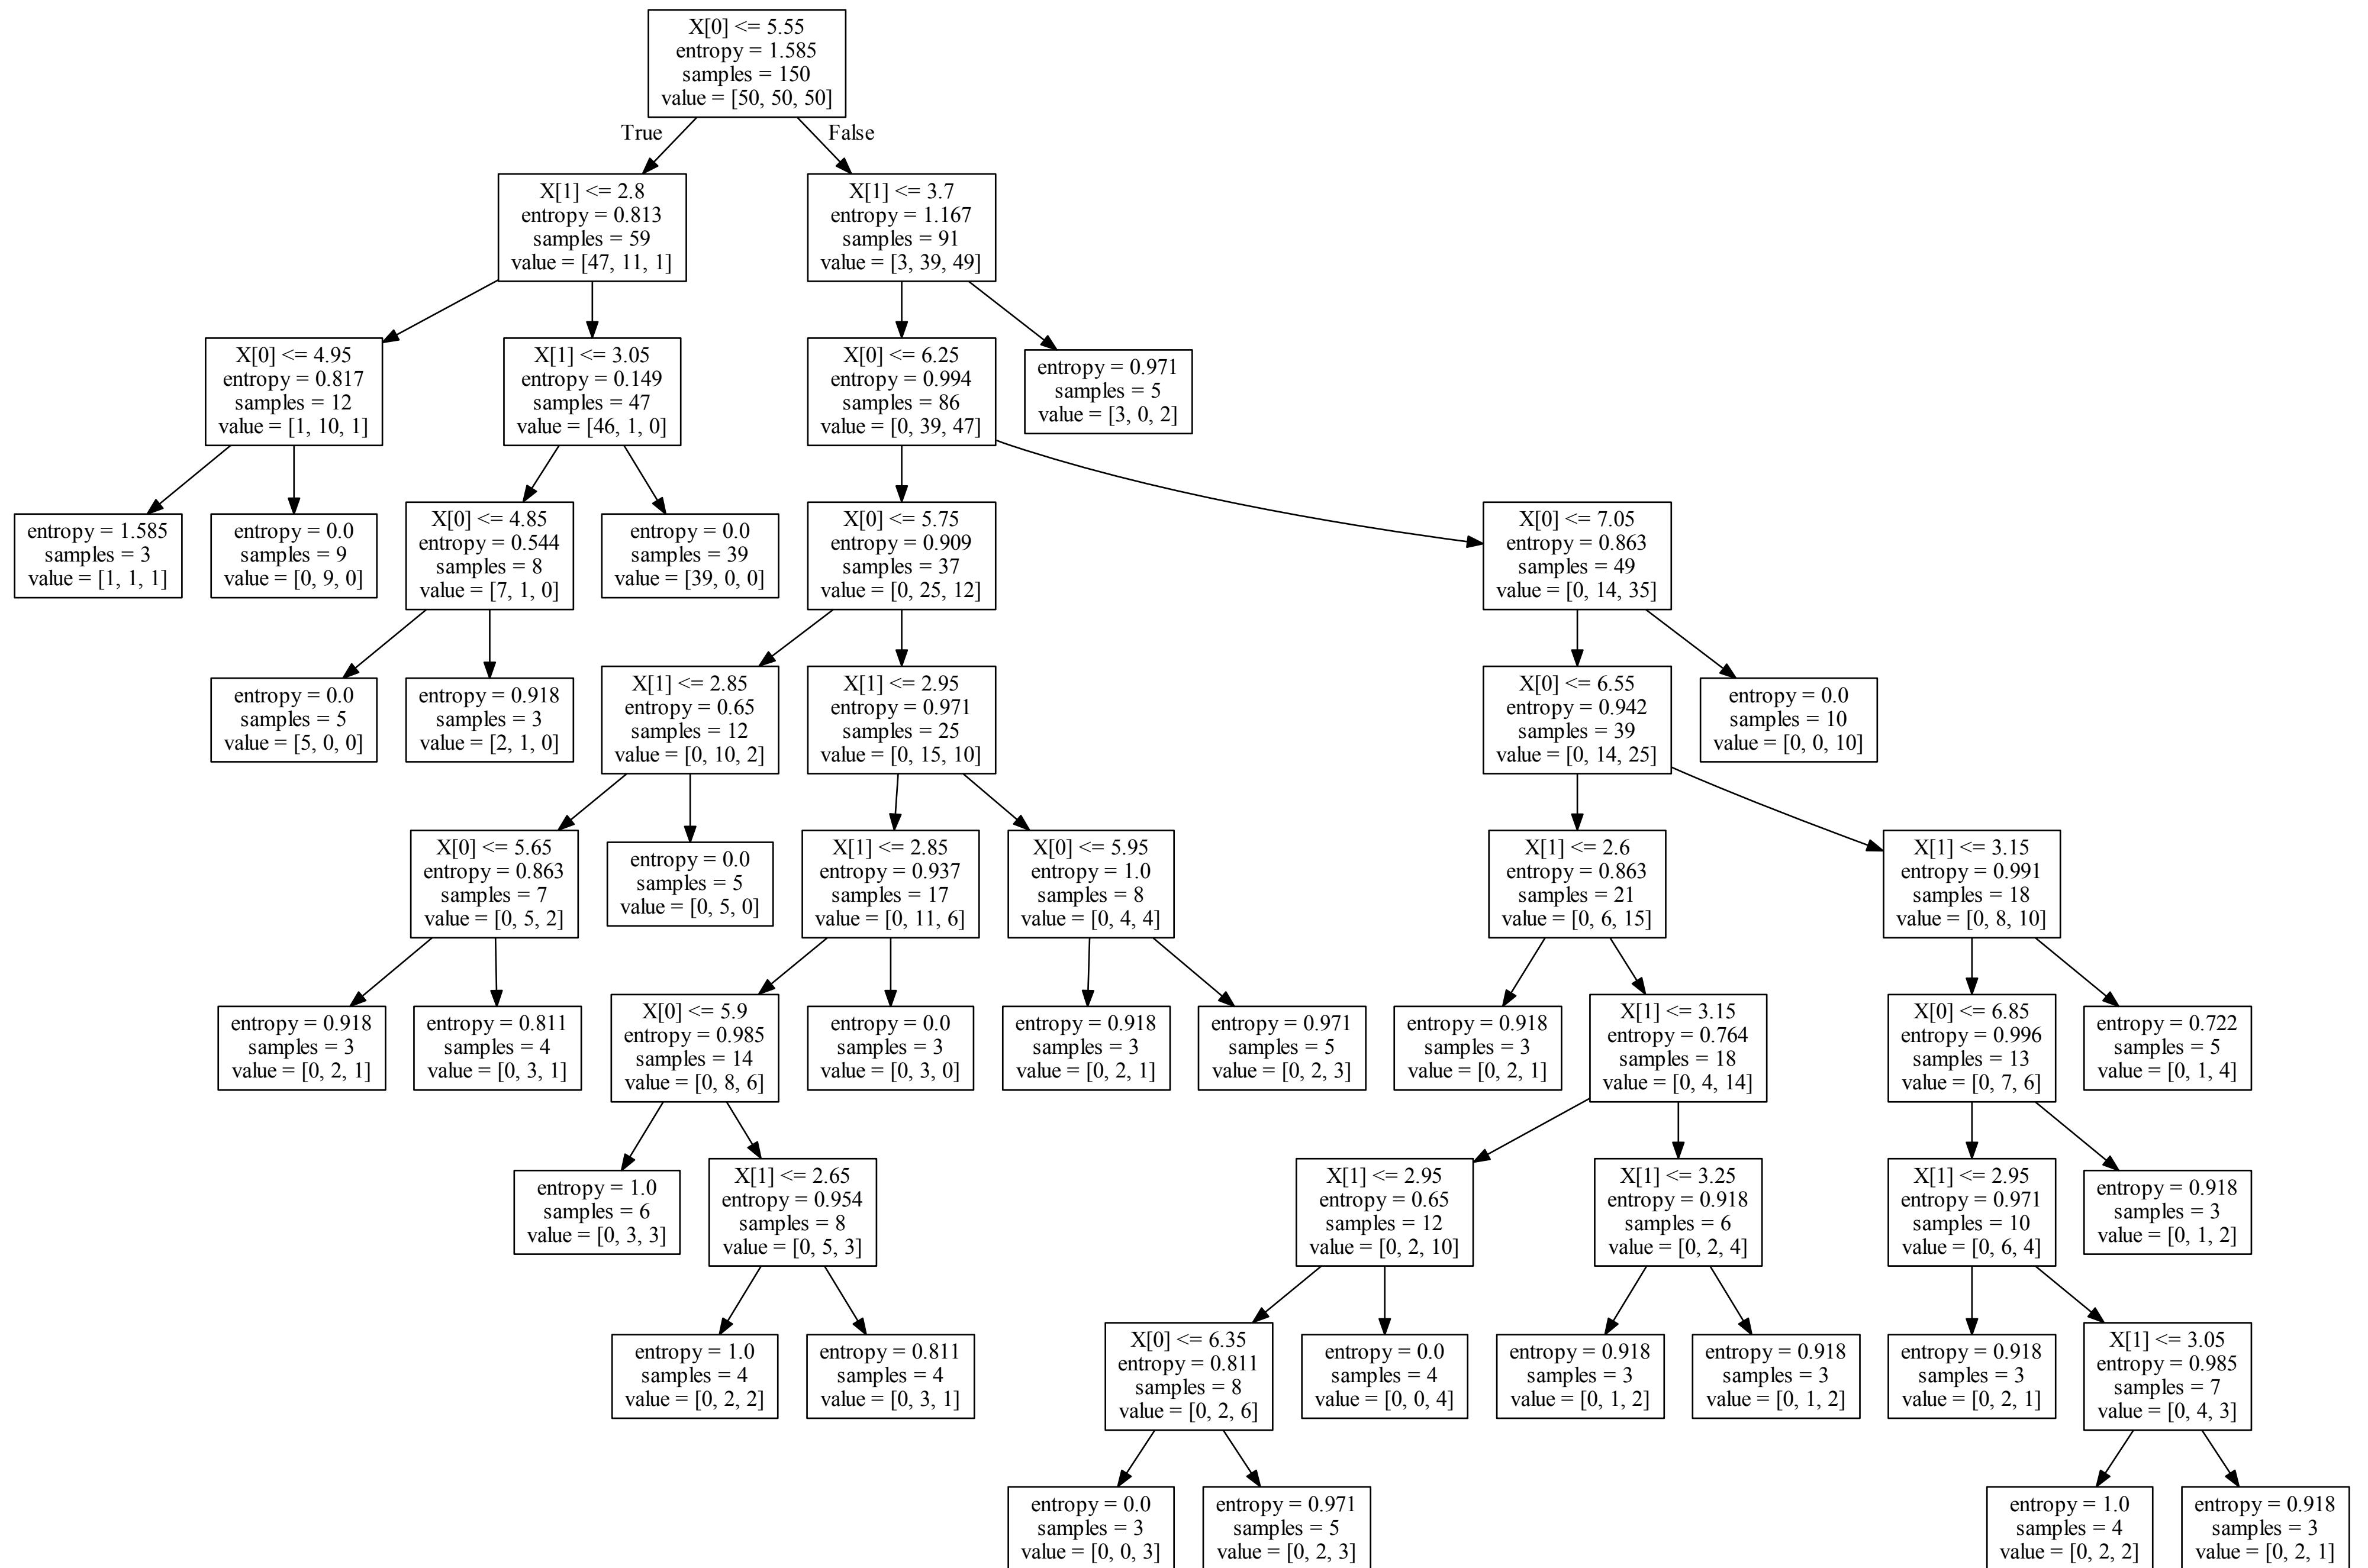 X[0] <= 5.55
entropy = 1.585
samples = 150
value = [50, 50, 50]
True
False
X[1] <= 2.8
entropy = 0.813
samples = 59
value = [47, 11, 1]
X[1] <= 3.7
entropy = 1.167
samples = 91
value = [3, 39, 49]
X[0] <= 4.95
entropy = 0.817
samples = 12
value = [1, 10, 1]
X[1] <= 3.05
entropy = 0.149
samples = 47
value = [46, 1, 0]
X[0] <= 6.25
entropy = 0.994
samples = 86
value = [0, 39, 47]
entropy = 0.971
samples = 5
value = [3, 0, 2]
entropy = 1.585
samples = 3
value = [1, 1, 1]
entropy = 0.0
samples = 9
value = [0, 9, 0]
X[0] <= 4.85
entropy = 0.544
samples = 8
value = [7, 1, 0]
entropy = 0.0
samples = 39
value = [39, 0, 0]
X[0] <= 5.75
entropy = 0.909
samples = 37
value = [0, 25, 12]
X[0] <= 7.05
entropy = 0.863
samples = 49
value = [0, 14, 35]
entropy = 0.0
samples = 5
value = [5, 0, 0]
entropy = 0.918
samples = 3
value = [2, 1, 0]
X[1] <= 2.85
entropy = 0.65
samples = 12
value = [0, 10, 2]
X[1] <= 2.95
entropy = 0.971
samples = 25
value = [0, 15, 10]
X[0] <= 6.55
entropy = 0.942
samples = 39
value = [0, 14, 25]
entropy = 0.0
samples = 10
value = [0, 0, 10]
X[0] <= 5.65
entropy = 0.863
samples = 7
value = [0, 5, 2]
entropy = 0.0
samples = 5
value = [0, 5, 0]
X[1] <= 2.85
entropy = 0.937
samples = 17
value = [0, 11, 6]
X[0] <= 5.95
entropy = 1.0
samples = 8
value = [0, 4, 4]
X[1] <= 2.6
entropy = 0.863
samples = 21
value = [0, 6, 15]
X[1] <= 3.15
entropy = 0.991
samples = 18
value = [0, 8, 10]
entropy = 0.918
samples = 3
value = [0, 2, 1]
entropy = 0.811
samples = 4
value = [0, 3, 1]
X[0] <= 5.9
entropy = 0.985
samples = 14
value = [0, 8, 6]
entropy = 0.0
samples = 3
value = [0, 3, 0]
entropy = 0.918
samples = 3
value = [0, 2, 1]
entropy = 0.971
samples = 5
value = [0, 2, 3]
entropy = 0.918
samples = 3
value = [0, 2, 1]
X[1] <= 3.15
entropy = 0.764
samples = 18
value = [0, 4, 14]
X[0] <= 6.85
entropy = 0.996
samples = 13
value = [0, 7, 6]
entropy = 0.722
samples = 5
value = [0, 1, 4]
entropy = 1.0
samples = 6
value = [0, 3, 3]
X[1] <= 2.65
entropy = 0.954
samples = 8
value = [0, 5, 3]
X[1] <= 2.95
entropy = 0.65
samples = 12
value = [0, 2, 10]
X[1] <= 3.25
entropy = 0.918
samples = 6
value = [0, 2, 4]
X[1] <= 2.95
entropy = 0.971
samples = 10
value = [0, 6, 4]
entropy = 0.918
samples = 3
value = [0, 1, 2]
entropy = 1.0
samples = 4
value = [0, 2, 2]
entropy = 0.811
samples = 4
value = [0, 3, 1]
X[0] <= 6.35
entropy = 0.811
samples = 8
value = [0, 2, 6]
entropy = 0.0
samples = 4
value = [0, 0, 4]
entropy = 0.918
samples = 3
value = [0, 1, 2]
entropy = 0.918
samples = 3
value = [0, 1, 2]
entropy = 0.918
samples = 3
value = [0, 2, 1]
X[1] <= 3.05
entropy = 0.985
samples = 7
value = [0, 4, 3]
entropy = 0.0
samples = 3
value = [0, 0, 3]
entropy = 0.971
samples = 5
value = [0, 2, 3]
entropy = 1.0
samples = 4
value = [0, 2, 2]
entropy = 0.918
samples = 3
value = [0, 2, 1]